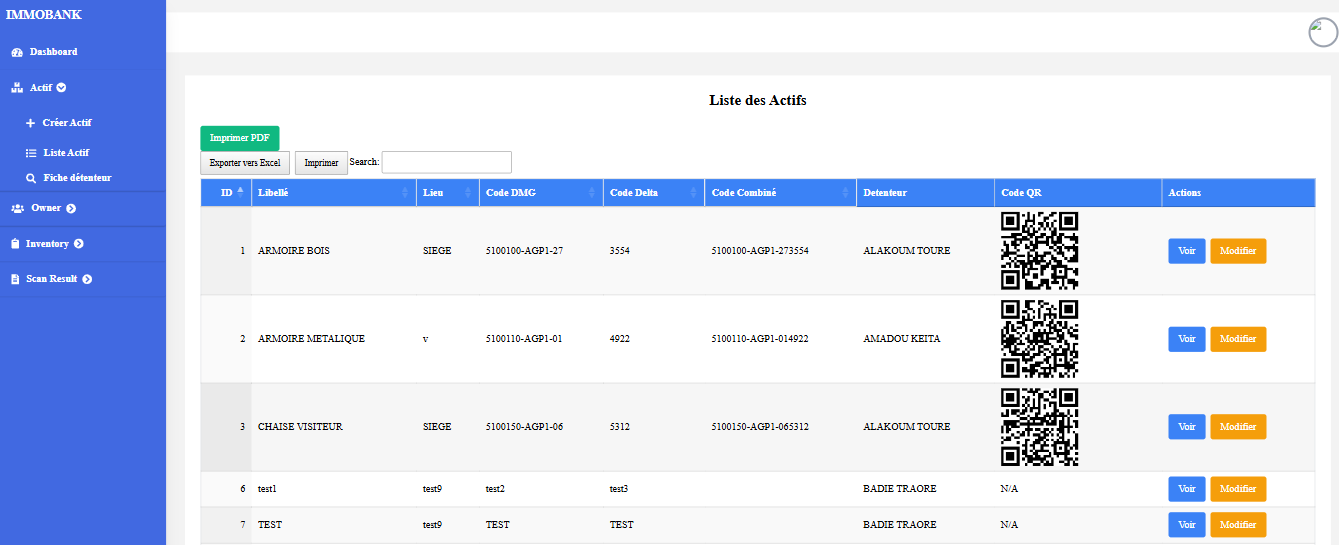 IMMOBANK
Dashboard
Actif
Créer Actif
Liste Actif
Fiche détenteur
Owner
Inventory
Scan Result
Liste des Actifs
Imprimer PDF
Exporter vers Excel Imprimer Search:
ID Libellé Lieu Code DMG Code Delta Code Combiné Detenteur Code QR Actions
1 ARMOIRE BOIS SIEGE 5100100-AGP1-27 3554 5100100-AGP1-273554 ALAKOUM TOURE Voir Modifier
2 ARMOIRE METALIQUE v 5100110-AGP1-01 4922 5100110-AGP1-014922 AMADOU KEITA Voir Modifier
3 CHAISE VISITEUR SIEGE 5100150-AGP1-06 5312 5100150-AGP1-065312 ALAKOUM TOURE Voir Modifier
6 test1 test9 test2 test3 BADIE TRAORE N/A Voir Modifier
7 TEST test9 TEST TEST BADIE TRAORE N/A Voir Modifier